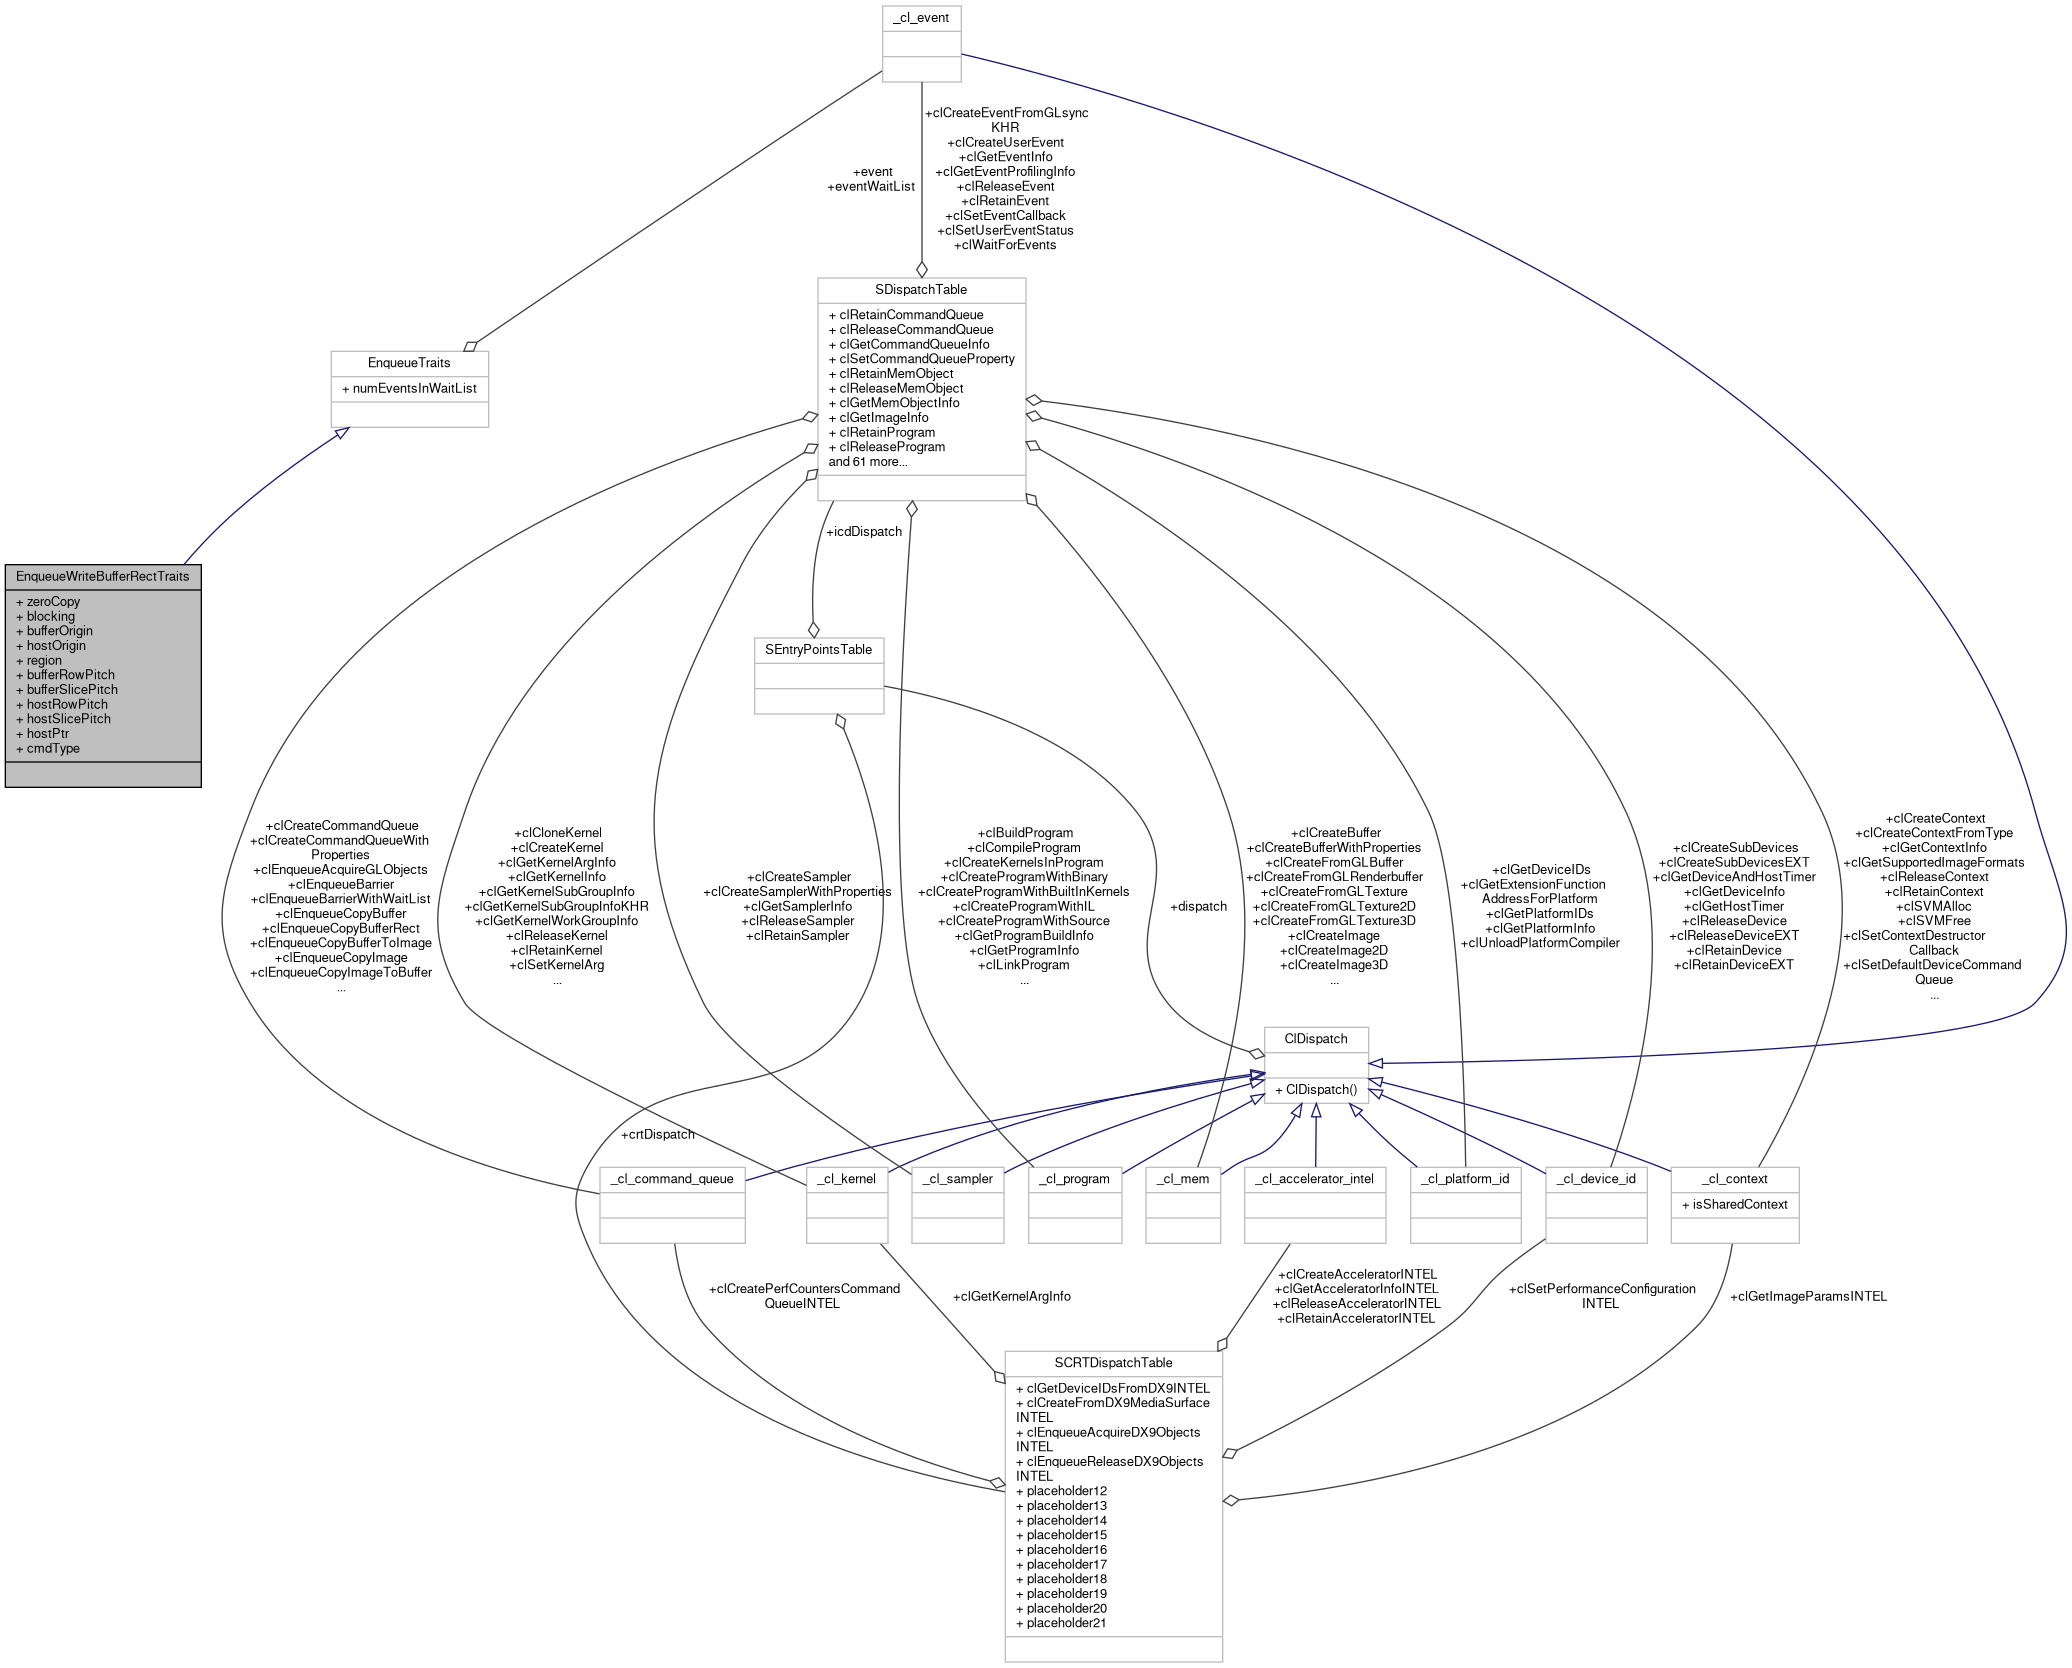 _cl_event
+clCreateEventFromGLsync
KHR
+clCreateUserEvent
+clGetEventInfo
+clGetEventProfilingInfo
+clReleaseEvent
+clRetainEvent
+clSetEventCallback
+clSetUserEventStatus
+clWaitForEvents
+event
+eventWaitList
SDispatchTable
+ clRetainCommandQueue
+ clReleaseCommandQueue
+ clGetCommandQueueInfo
+ clSetCommandQueueProperty
+ clRetainMemObject
+ clReleaseMemObject
+ clGetMemObjectInfo
+ clGetImageInfo
+ clRetainProgram
+ clReleaseProgram
and 61 more...
EnqueueTraits
+ numEventsInWaitList
+icdDispatch
EnqueueWriteBufferRectTraits
+ zeroCopy
+ blocking
+ bufferOrigin
+ hostOrigin
+ region
+ bufferRowPitch
+ bufferSlicePitch
+ hostRowPitch
+ hostSlicePitch
+ hostPtr
+ cmdType
SEntryPointsTable
+clCreateCommandQueue
+clCreateCommandQueueWith
Properties
+clEnqueueAcquireGLObjects
+clEnqueueBarrier
+clEnqueueBarrierWithWaitList
+clEnqueueCopyBuffer
+clEnqueueCopyBufferRect
+clEnqueueCopyBufferToImage
+clEnqueueCopyImage
+clEnqueueCopyImageToBuffer
...
+clCloneKernel
+clCreateKernel
+clGetKernelArgInfo
+clGetKernelInfo
+clGetKernelSubGroupInfo
+clGetKernelSubGroupInfoKHR
+clGetKernelWorkGroupInfo
+clReleaseKernel
+clRetainKernel
+clSetKernelArg
...
+clCreateSampler
+clCreateSamplerWithProperties
+clGetSamplerInfo
+clReleaseSampler
+clRetainSampler
+clBuildProgram
+clCompileProgram
+clCreateKernelsInProgram
+clCreateProgramWithBinary
+clCreateProgramWithBuiltInKernels
+clCreateProgramWithIL
+clCreateProgramWithSource
+clGetProgramBuildInfo
+clGetProgramInfo
+clLinkProgram
...
+dispatch
+clCreateBuffer
+clCreateBufferWithProperties
+clCreateFromGLBuffer
+clCreateFromGLRenderbuffer
+clCreateFromGLTexture
+clCreateFromGLTexture2D
+clCreateFromGLTexture3D
+clCreateImage
+clCreateImage2D
+clCreateImage3D
...
+clGetDeviceIDs
+clGetExtensionFunction
AddressForPlatform
+clGetPlatformIDs
+clGetPlatformInfo
+clUnloadPlatformCompiler
+clCreateSubDevices
+clCreateSubDevicesEXT
+clGetDeviceAndHostTimer
+clGetDeviceInfo
+clGetHostTimer
+clReleaseDevice
+clReleaseDeviceEXT
+clRetainDevice
+clRetainDeviceEXT
+clCreateContext
+clCreateContextFromType
+clGetContextInfo
+clGetSupportedImageFormats
+clReleaseContext
+clRetainContext
+clSVMAlloc
+clSVMFree
+clSetContextDestructor
Callback
+clSetDefaultDeviceCommand
Queue
...
ClDispatch
+ ClDispatch()
+crtDispatch
_cl_command_queue
_cl_kernel
_cl_sampler
_cl_program
_cl_mem
_cl_accelerator_intel
_cl_platform_id
_cl_device_id
_cl_context
+ isSharedContext
+clCreatePerfCountersCommand
QueueINTEL
+clGetKernelArgInfo
+clCreateAcceleratorINTEL
+clGetAcceleratorInfoINTEL
+clReleaseAcceleratorINTEL
+clRetainAcceleratorINTEL
+clSetPerformanceConfiguration
INTEL
+clGetImageParamsINTEL
SCRTDispatchTable
+ clGetDeviceIDsFromDX9INTEL
+ clCreateFromDX9MediaSurface
INTEL
+ clEnqueueAcquireDX9Objects
INTEL
+ clEnqueueReleaseDX9Objects
INTEL
+ placeholder12
+ placeholder13
+ placeholder14
+ placeholder15
+ placeholder16
+ placeholder17
+ placeholder18
+ placeholder19
+ placeholder20
+ placeholder21